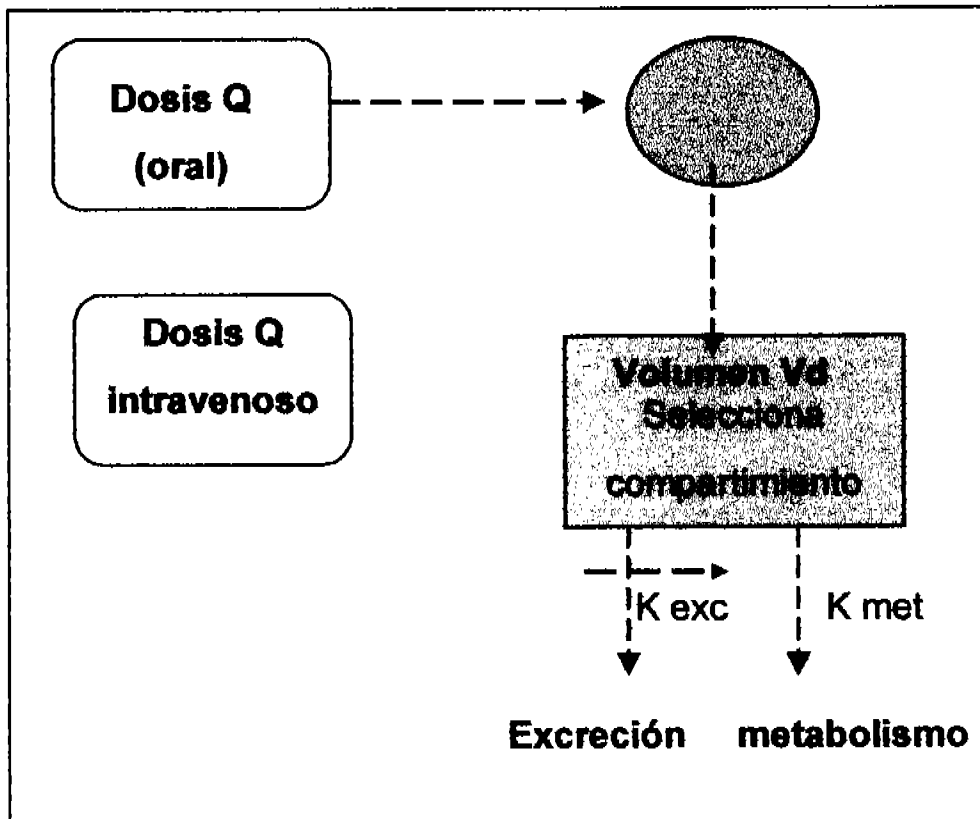 Dosis Q
(oral)
Dosis Q
intravenoso
Volumen Vd
Selecciona
compartimiento
K exc
K met
Excreción
metabolismo